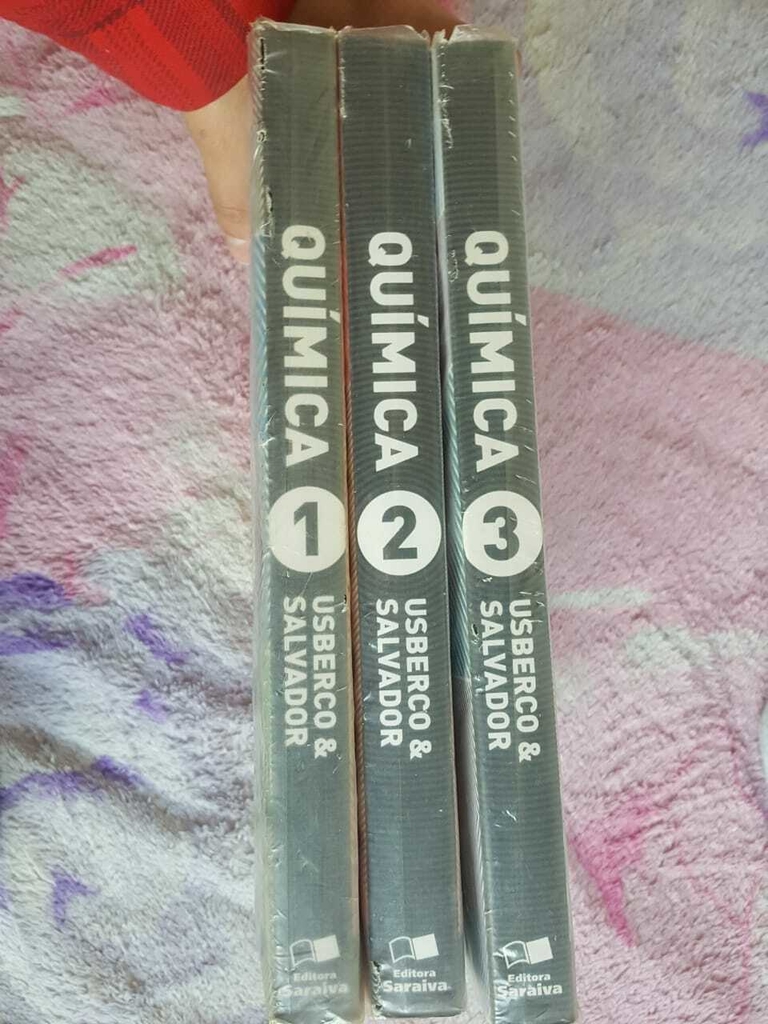 QUÍMICA
1
USBERCO &
SALVADOR
Editora
Saraiva
QUÍMICA
2
USBERCO &
SALVADOR
Editora
Saraiva
QUÍMICA
3
USBERCO &
SALVADOR
Editora
Saraiva